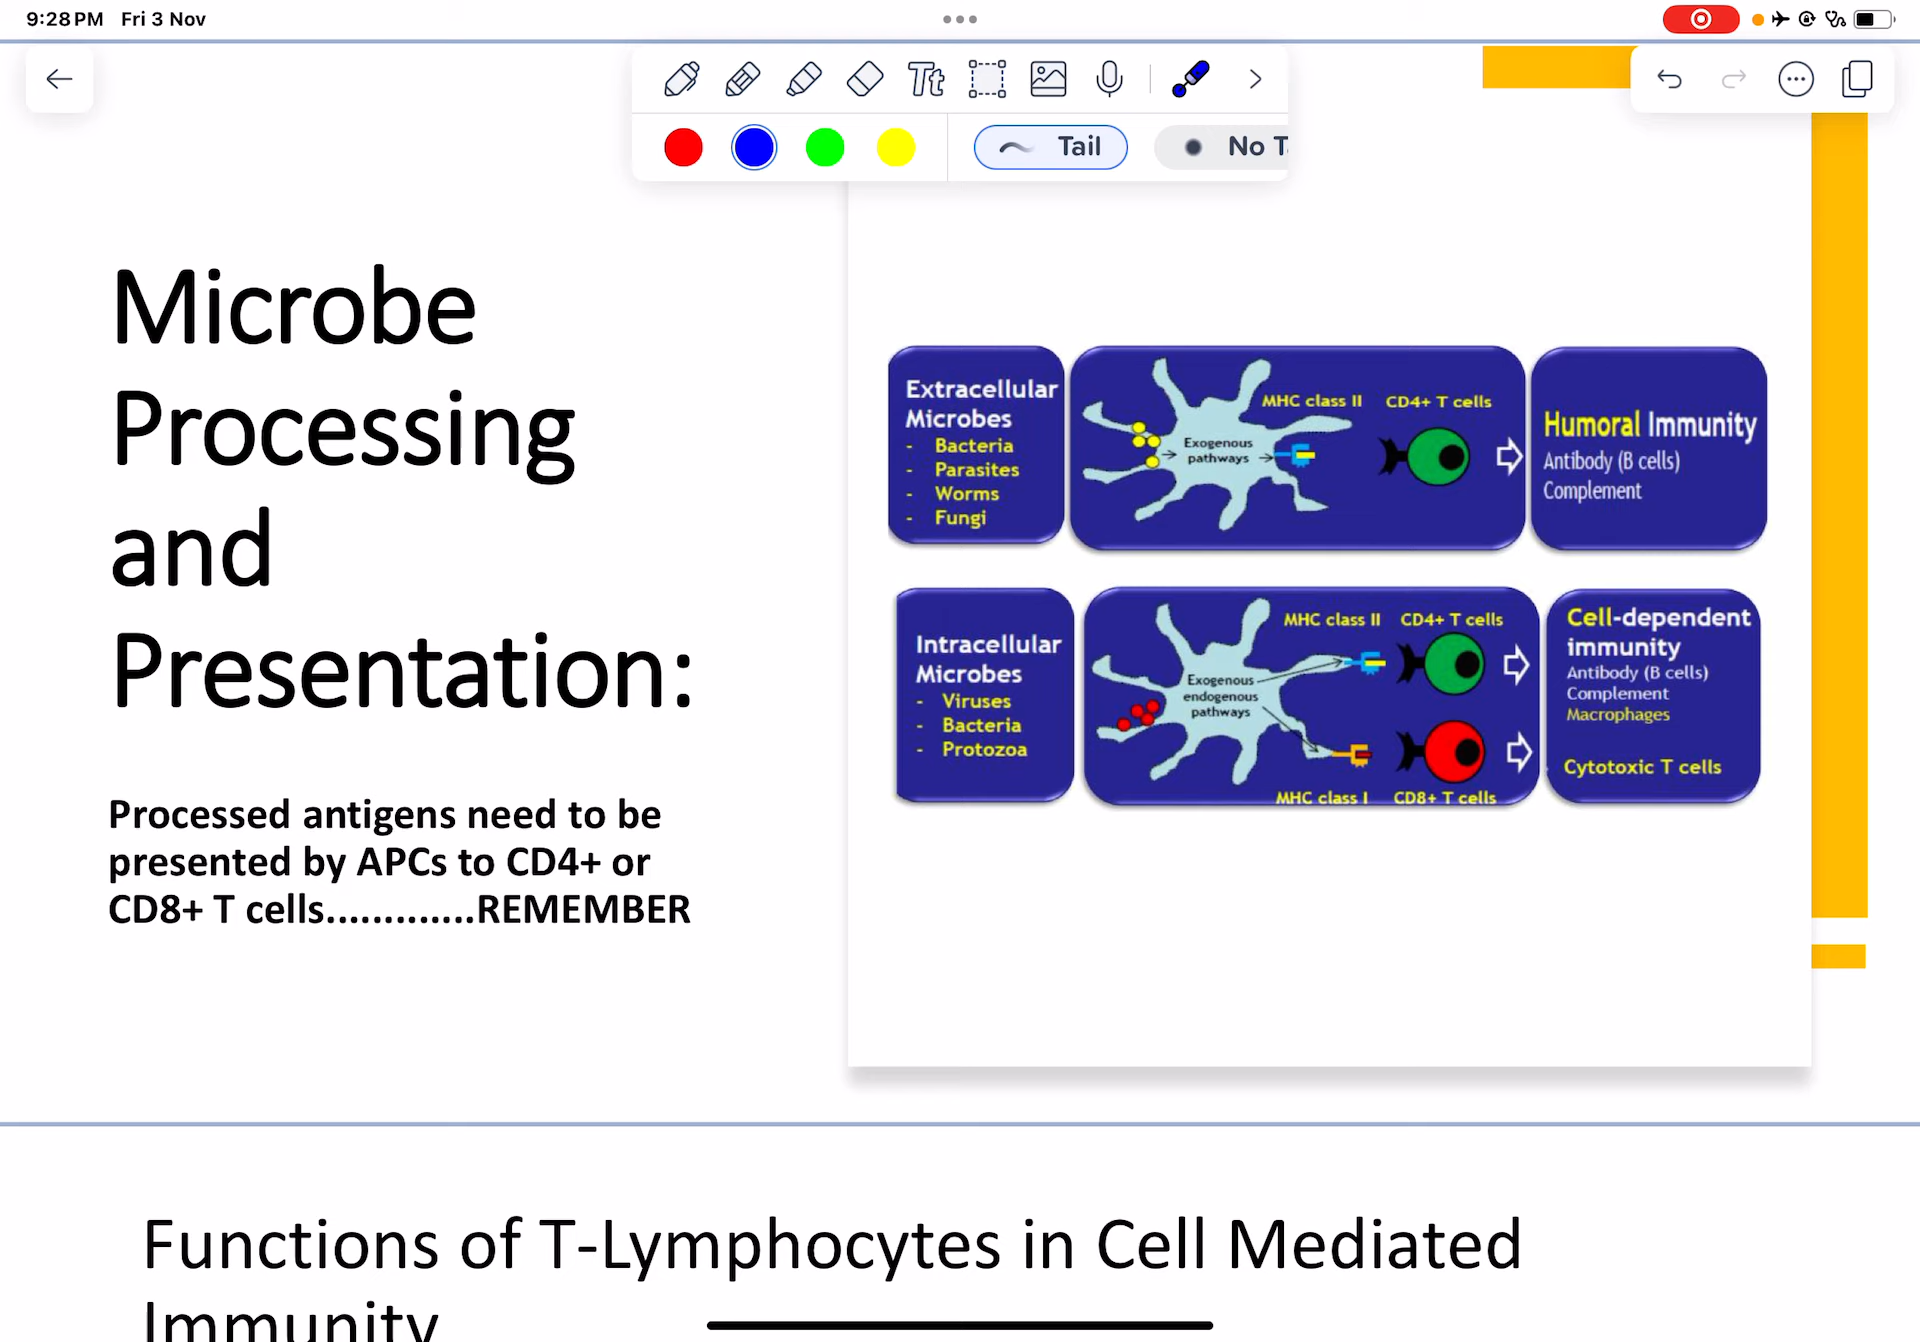 9:28 PM Fri 3 Nov
Tt
Tail
No T
Microbe
Processing
and
Presentation:
Processed antigens need to be
presented by APCs to CD4+ or
CD8+ T cells.............REMEMBER
Extracellular
Microbes
- Bacteria
- Parasites
- Worms
- Fungi
Exogenous
pathways
MHC class II
CD4+ T cells
Humoral Immunity
Antibody (B cells)
Complement
Intracellular
Microbes
- Viruses
- Bacteria
- Protozoa
Exogenous
endogenous
pathways
MHC class II
CD4+ T cells
MHC class I
CD8+ T cells
Cell-dependent
immunity
Antibody (B cells)
Complement
Macrophages
Cytotoxic T cells
Functions of T-Lymphocytes in Cell Mediated
Immunity